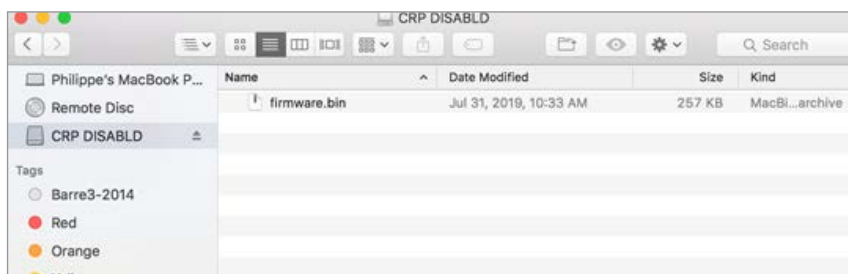 CRP DISABLD
Search
Philippe's MacBook P...
Name
Date Modified
Size
Kind
Remote Disc
firmware.bin
Jul 31, 2019, 10:33 AM
257 KB
MacBi...archive
CRP DISABLD
Tags
Barre3-2014
Red
Orange